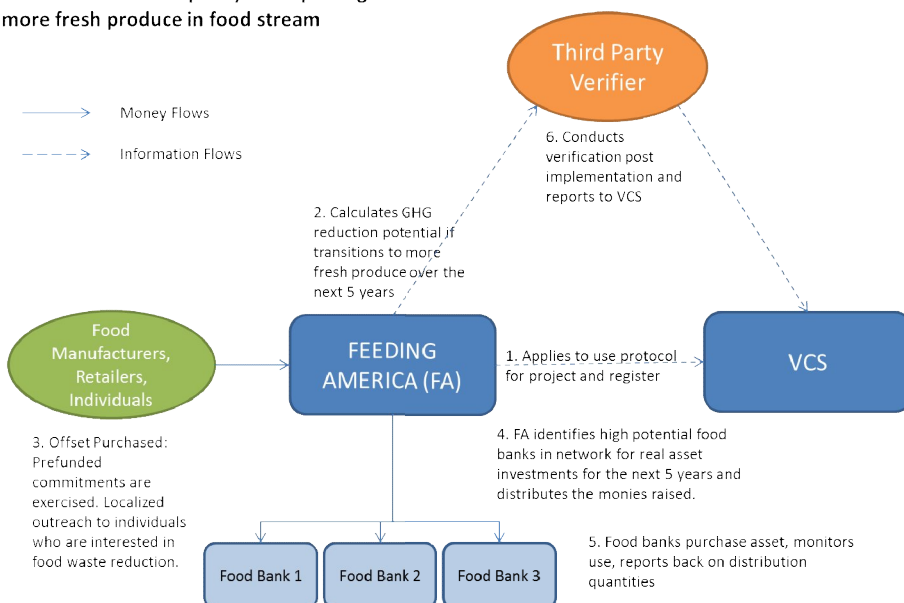 more fresh produce in food stream
Third Party
Verifier
Money Flows
Information Flows
6. Conducts
verification post
implementation and
reports to VCS
2. Calculates GHG
reduction potential if
transitions to more
fresh produce over the
next 5 years
Food
Manufacturers,
Retailers,
Individuals
FEEDING
AMERICA (FA)
1. Applies to use protocol
for project and register
VCS
3. Offset Purchased:
Prefunded
commitments are
exercised. Localized
outreach to individuals
who are interested in
food waste reduction.
4. FA identifies high potential food
banks in network for real asset
investments for the next 5 years and
distributes the monies raised.
Food Bank 1
Food Bank 2
Food Bank 3
5. Food banks purchase asset, monitors
use, reports back on distribution
quantities